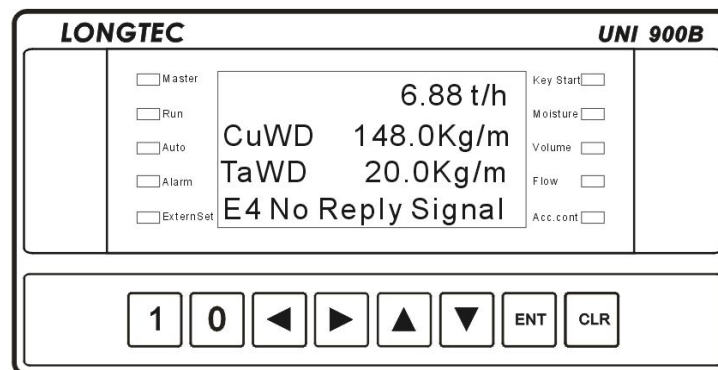 LONGTEC UNI 900B
Master
Run
Auto
Alarm
ExternSet
6.88 t/h
CuWD 148.0Kg/m
TaWD 20.0Kg/m
E4 No Reply Signal
Key Start
Moisture
Volume
Flow
Acc.cont
1 0 ◀ ▶ ▲ ▼ ENT CLR